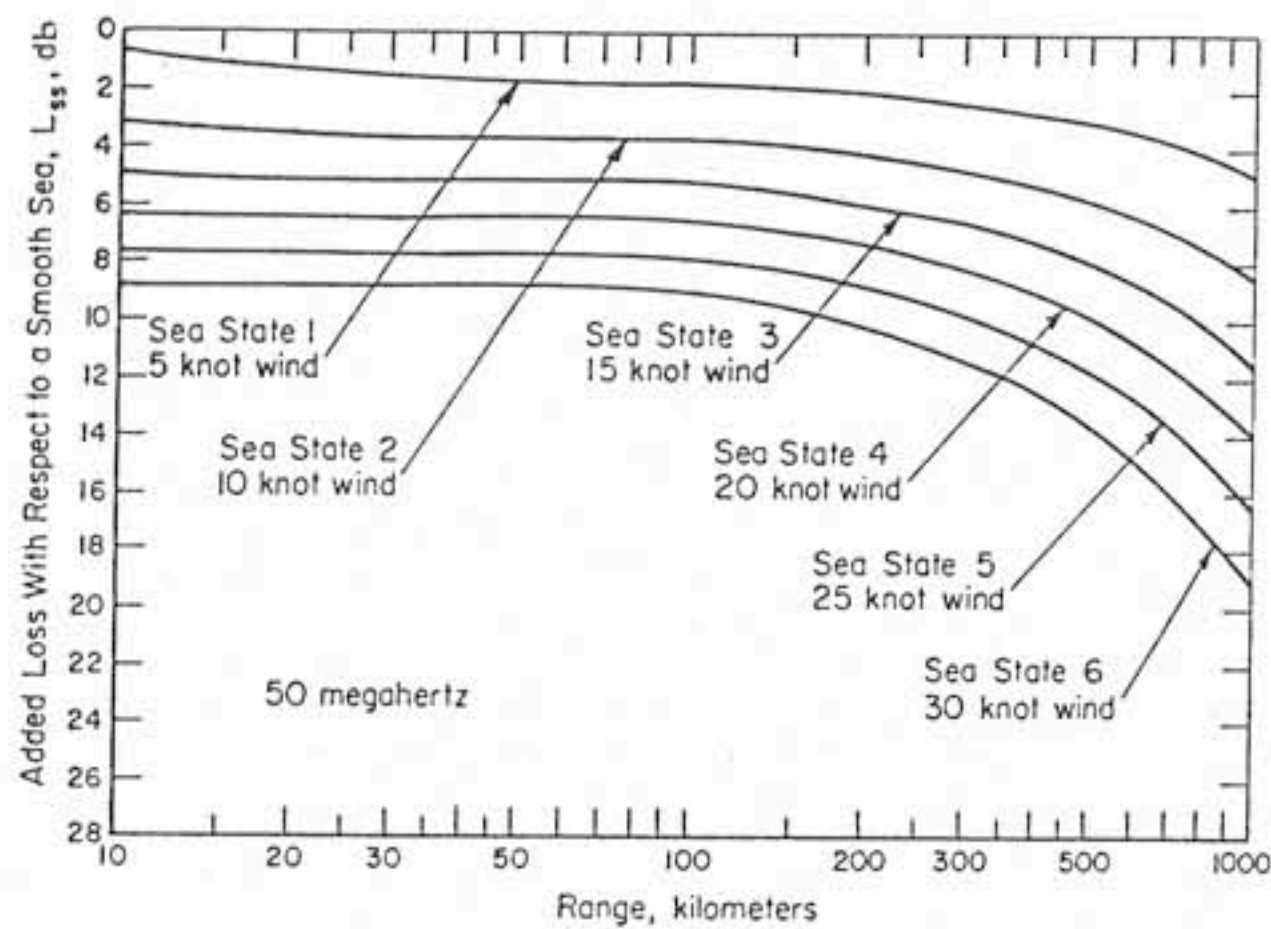 Added Loss With Respect to a Smooth Sea, Lss, db
0
2
4
6
8
10
12
14
16
18
20
22
24
26
28
Sea State 1
5 knot wind
Sea State 2
10 knot wind
Sea State 3
15 knot wind
Sea State 4
20 knot wind
Sea State 5
25 knot wind
Sea State 6
30 knot wind
50 megahertz
10 20 30 50 100 200 300 500 1000
Range, kilometers